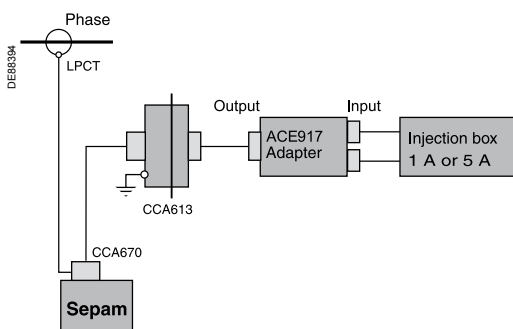 Phase
DE88394
LPCT
Output
Input
ACE917
Adapter
Injection box
1 A or 5 A
CCA613
CCA670
Sepam